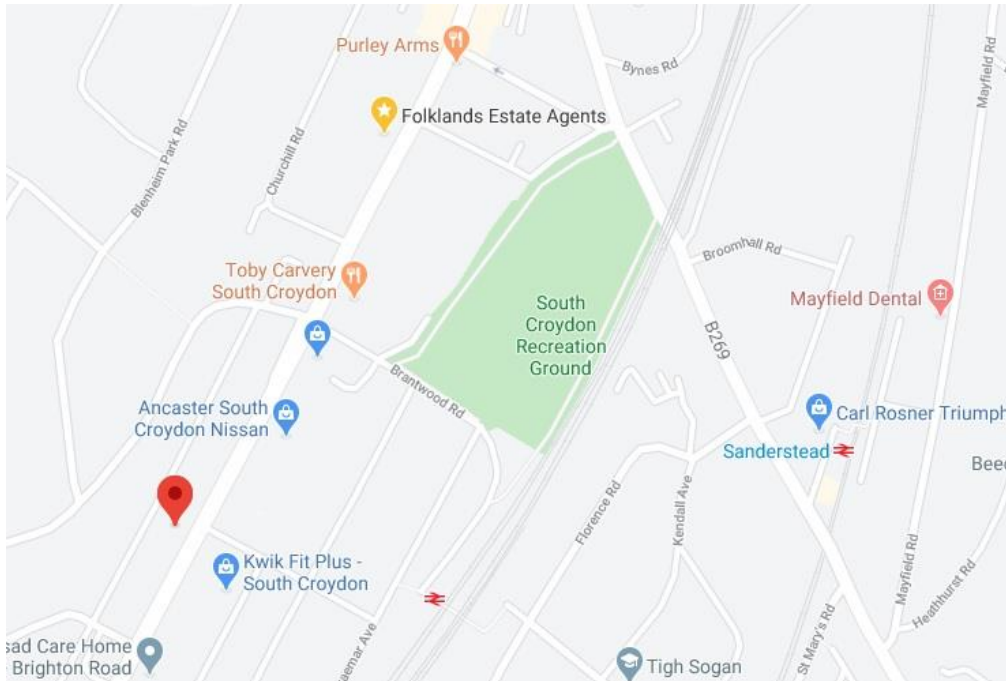 Purley Arms
Bynes Rd
Mayfield Rd
Folklands Estate Agents
Churchill Rd
Blenheim Park Rd
Broomhall Rd
Toby Carvery
South Croydon
Mayfield Dental
South
Croydon
Recreation
Ground
B269
Brantwood Rd
Ancaster South
Croydon Nissan
Carl Rosner Triumph
Sanderstead
Beec
Florence Rd
Kendall Ave
Kwik Fit Plus -
South Croydon
Mayfield Rd
Heathhurst Rd
St Mary's Rd
aemar Ave
sad Care Home
Brighton Road
Tigh Sogan